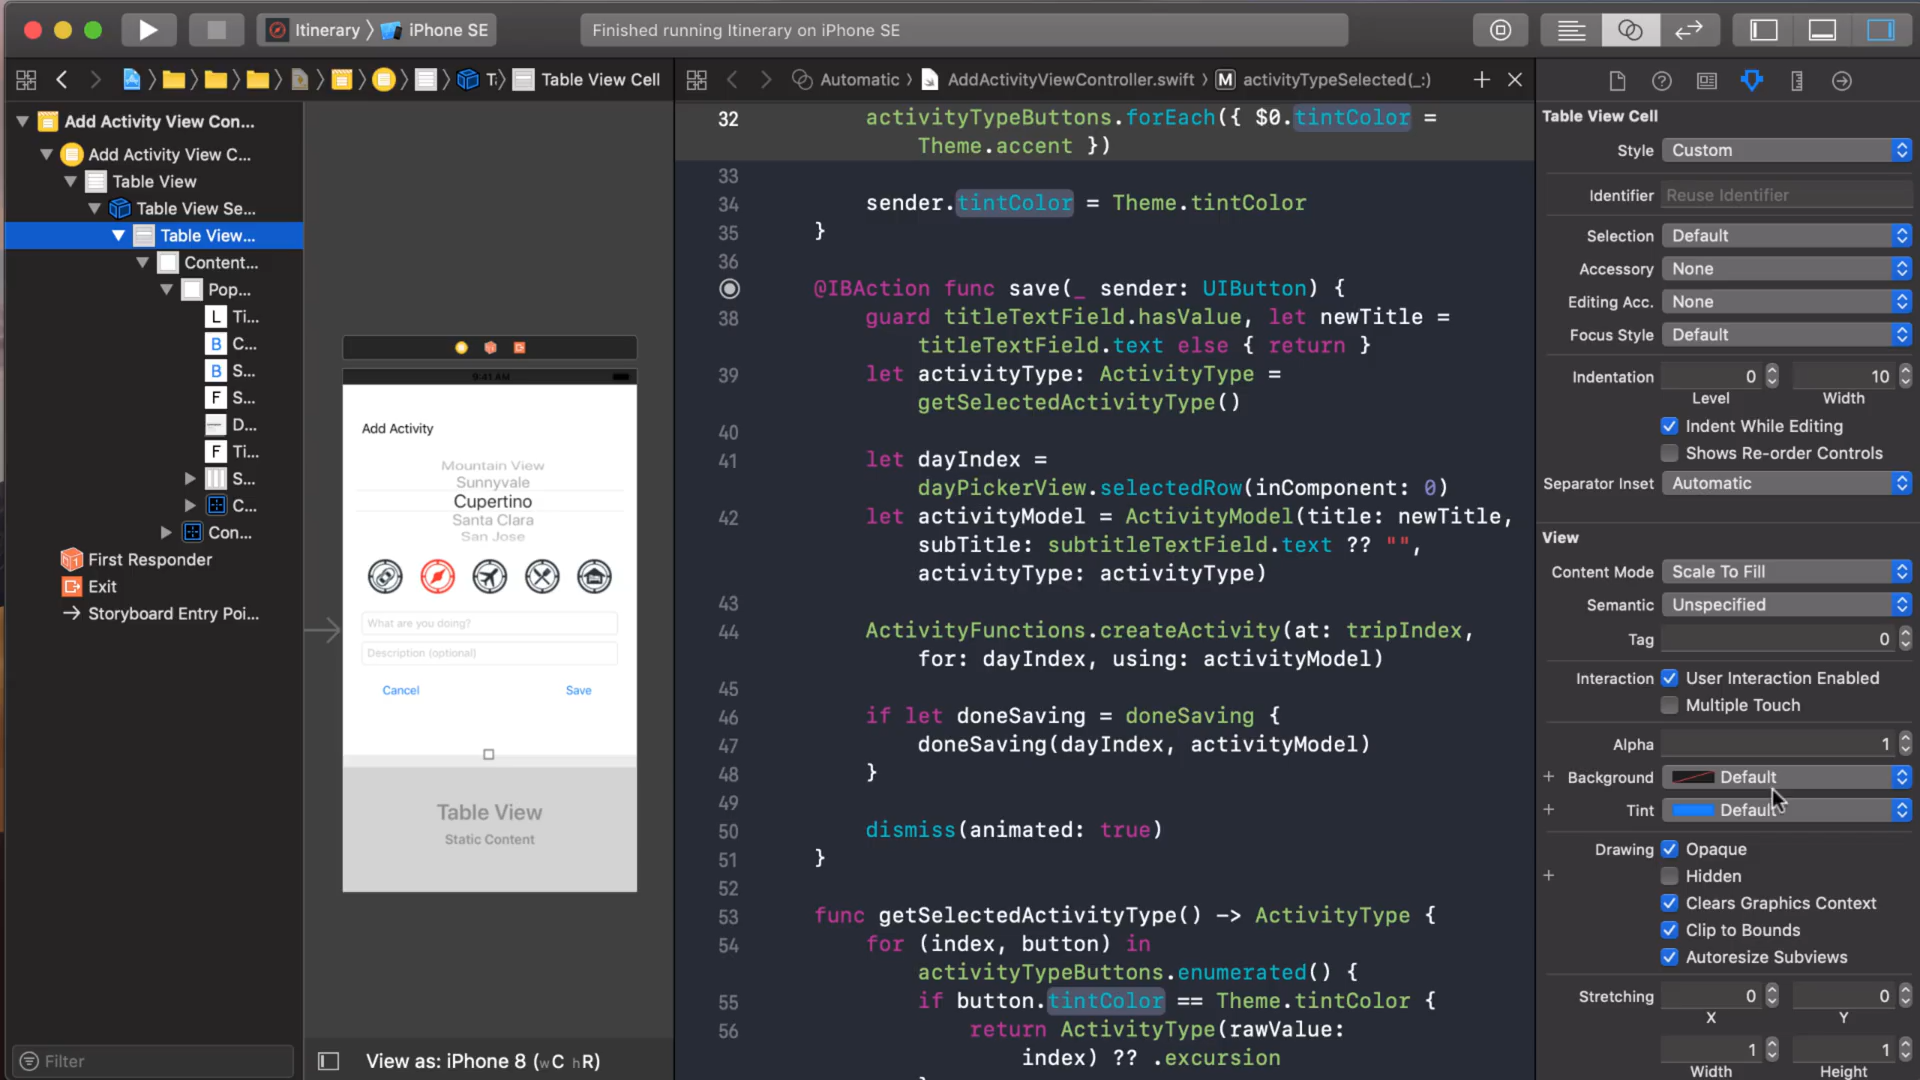 Itinerary 〉 iPhone SE
Finished running Itinerary on iPhone SE
T 〉 Table View Cell
Automatic 〉 AddActivityViewController.swift 〉 M activityTypeSelected(_:)
Add Activity View Con...
Add Activity View C...
Table View
Table View Se...
Table View...
Content...
Pop...
L Ti...
B C...
B S...
F S...
D...
F Ti...
S...
C...
Con...
First Responder
Exit
Storyboard Entry Poi...
Filter
9:41 AM
Add Activity
Mountain View
Sunnyvale
Cupertino
Santa Clara
San Jose
What are you doing?
Description (optional)
Cancel
Save
Table View
Static Content
View as: iPhone 8 (wC hR)
32 activityTypeButtons.forEach({ $0.tintColor =
Theme.accent })
33
34 sender.tintColor = Theme.tintColor
35 }
36
@IBAction func save(_ sender: UIButton) {
38 guard titleTextField.hasValue, let newTitle =
titleTextField.text else { return }
39 let activityType: ActivityType =
getSelectedActivityType()
40
41 let dayIndex =
dayPickerView.selectedRow(inComponent: 0)
42 let activityModel = ActivityModel(title: newTitle,
subTitle: subtitleTextField.text ?? "",
activityType: activityType)
43
44 ActivityFunctions.createActivity(at: tripIndex,
for: dayIndex, using: activityModel)
45
46 if let doneSaving = doneSaving {
47 doneSaving(dayIndex, activityModel)
48 }
49
50 dismiss(animated: true)
51 }
52
53 func getSelectedActivityType() -> ActivityType {
54 for (index, button) in
activityTypeButtons.enumerated() {
55 if button.tintColor == Theme.tintColor {
56 return ActivityType(rawValue:
index) ?? .excursion
Table View Cell
Style Custom
Identifier Reuse Identifier
Selection Default
Accessory None
Editing Acc. None
Focus Style Default
Indentation 0 10
Level Width
Indent While Editing
Shows Re-order Controls
Separator Inset Automatic
View
Content Mode Scale To Fill
Semantic Unspecified
Tag 0
Interaction User Interaction Enabled
Multiple Touch
Alpha 1
+ Background Default
+ Tint Default
Drawing Opaque
+ Hidden
Clears Graphics Context
Clip to Bounds
Autoresize Subviews
Stretching 0 0
X Y
1 1
Width Height